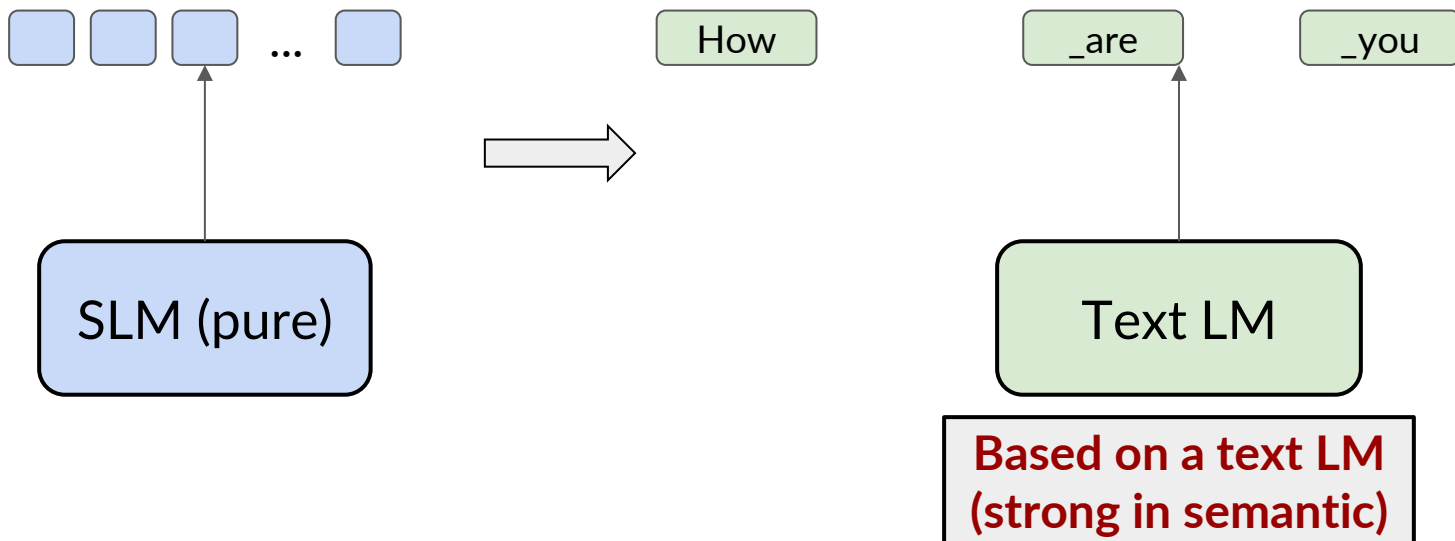 ... How _are _you
SLM (pure)
Text LM
Based on a text LM
(strong in semantic)